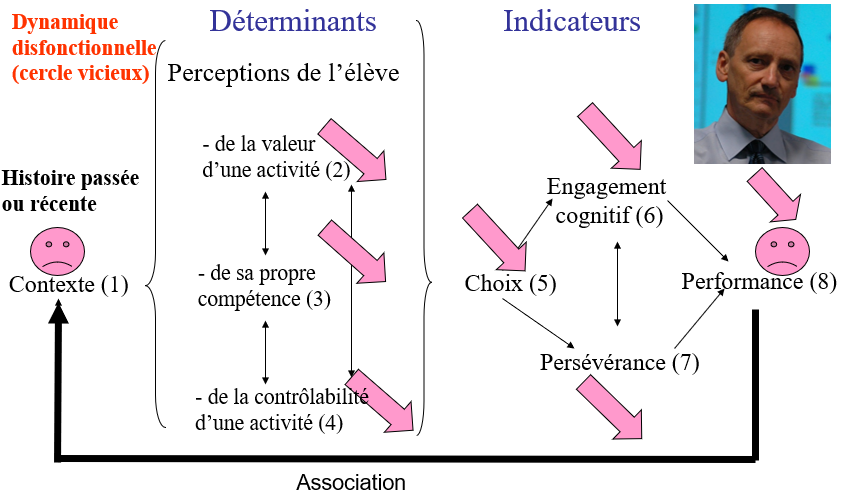 Dynamique
disfonctionnelle
(cercle vicieux)
Déterminants
Indicateurs
Perceptions de l’élève
- de la valeur
d’une activité (2)
Histoire passée
ou récente
Contexte (1)
- de sa propre
compétence (3)
- de la contrôlabilité
d’une activité (4)
Engagement
cognitif (6)
Choix (5)
Performance (8)
Persévérance (7)
Association